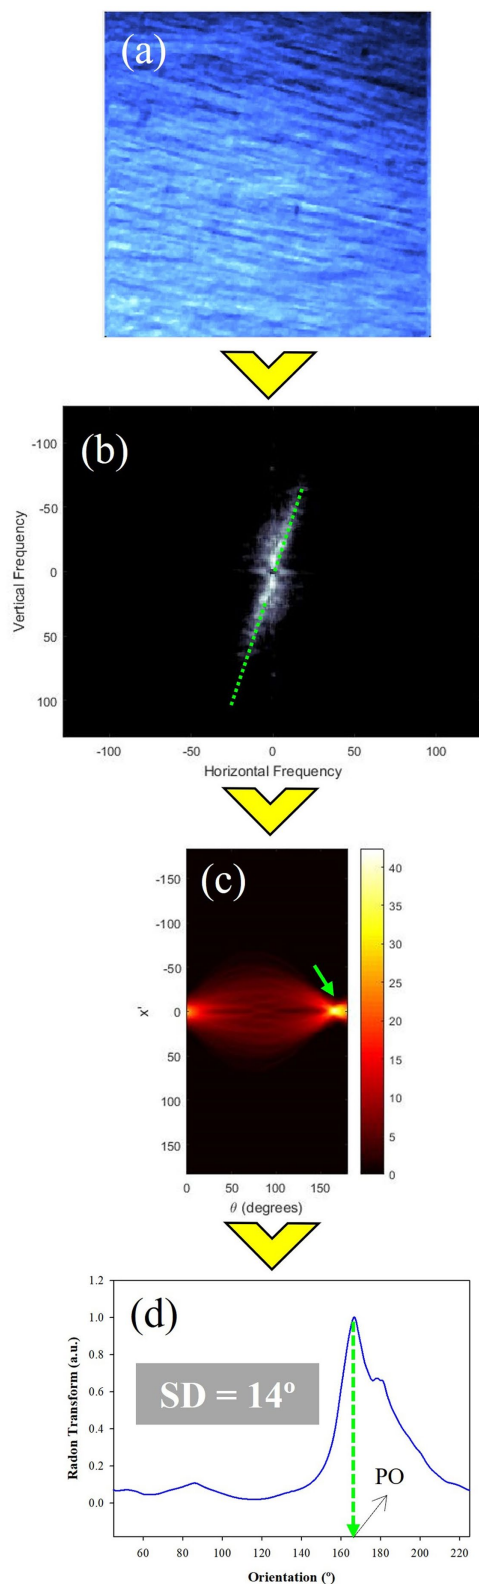 (a)
(b)
-100
-50
0
50
100
Vertical Frequency
-100 -50 0 50 100
Horizontal Frequency
(c)
-150
-100
-50
0
50
100
150
x'
0 50 100 150
θ (degrees)
40
35
30
25
20
15
10
5
0
(d)
1.2
1.0
0.8
0.6
0.4
0.2
0.0
Radon Transform (a.u.)
SD = 14º
PO
60 80 100 120 140 160 180 200 220
Orientation (º)